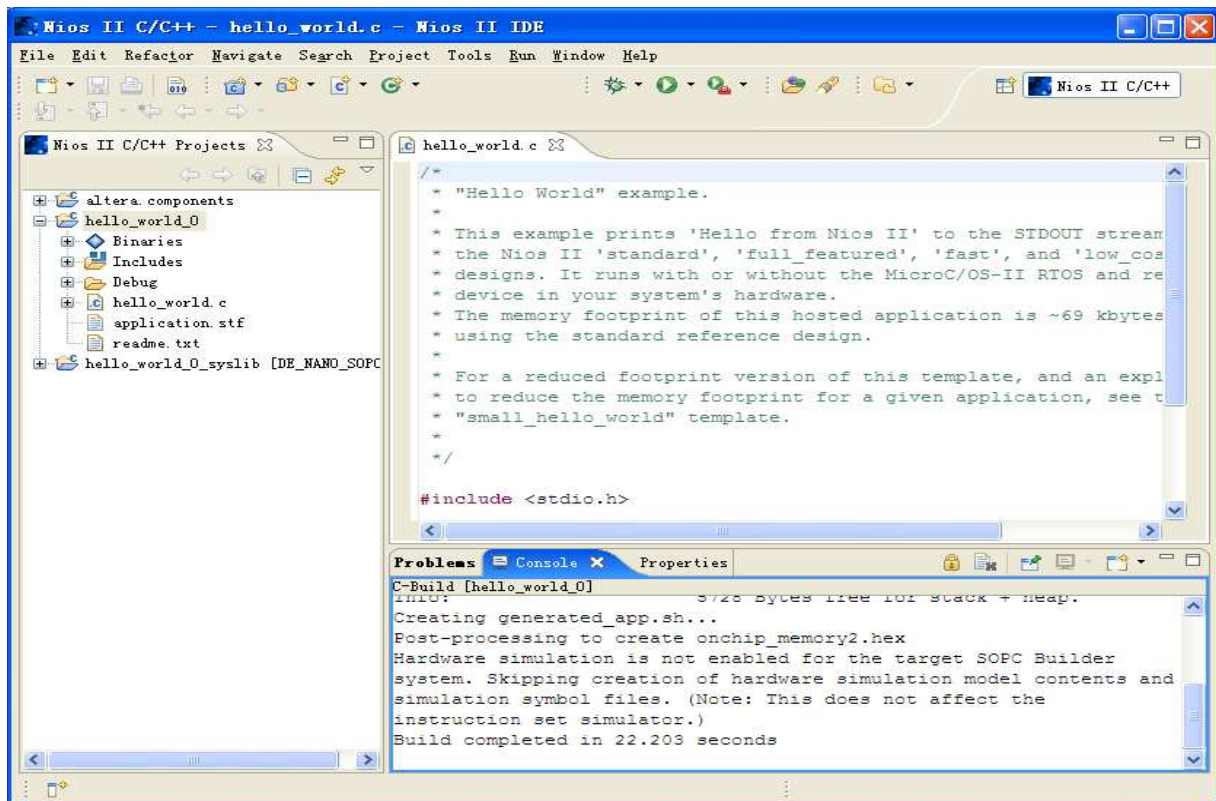 Nios II C/C++ - hello_world.c - Nios II IDE
File Edit Refactor Navigate Search Project Tools Run Window Help
Nios II C/C++
Nios II C/C++ Projects
altera.components
hello_world_0
Binaries
Includes
Debug
hello_world.c
application.stf
readme.txt
hello_world_0_syslib [DE_NANO_SOPC
hello_world.c
/*
* "Hello World" example.
*
* This example prints 'Hello from Nios II' to the STDOUT stream
* the Nios II 'standard', 'full_featured', 'fast', and 'low_cos
* designs. It runs with or without the MicroC/OS-II RTOS and re
* device in your system's hardware.
* The memory footprint of this hosted application is ~69 kbytes
* using the standard reference design.
*
* For a reduced footprint version of this template, and an expl
* to reduce the memory footprint for a given application, see t
* "small_hello_world" template.
*
*/
#include <stdio.h>
Problems Console Properties
C-Build [hello_world_0]
Info: 5728 Bytes free for stack + heap.
Creating generated_app.sh...
Post-processing to create onchip_memory2.hex
Hardware simulation is not enabled for the target SOPC Builder
system. Skipping creation of hardware simulation model contents and
simulation symbol files. (Note: This does not affect the
instruction set simulator.)
Build completed in 22.203 seconds